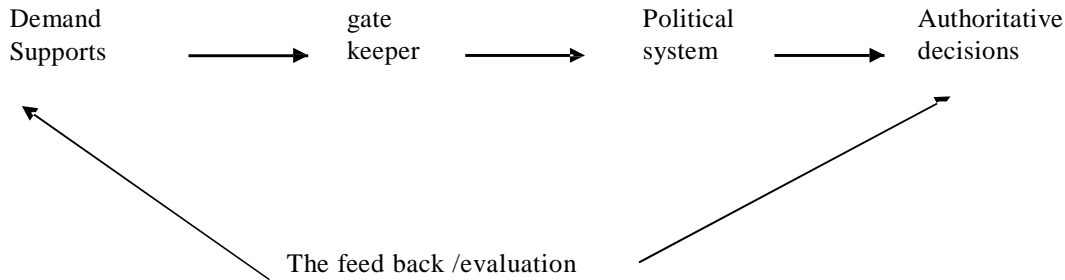 Demand
Supports
gate
keeper
Political
system
Authoritative
decisions
The feed back /evaluation